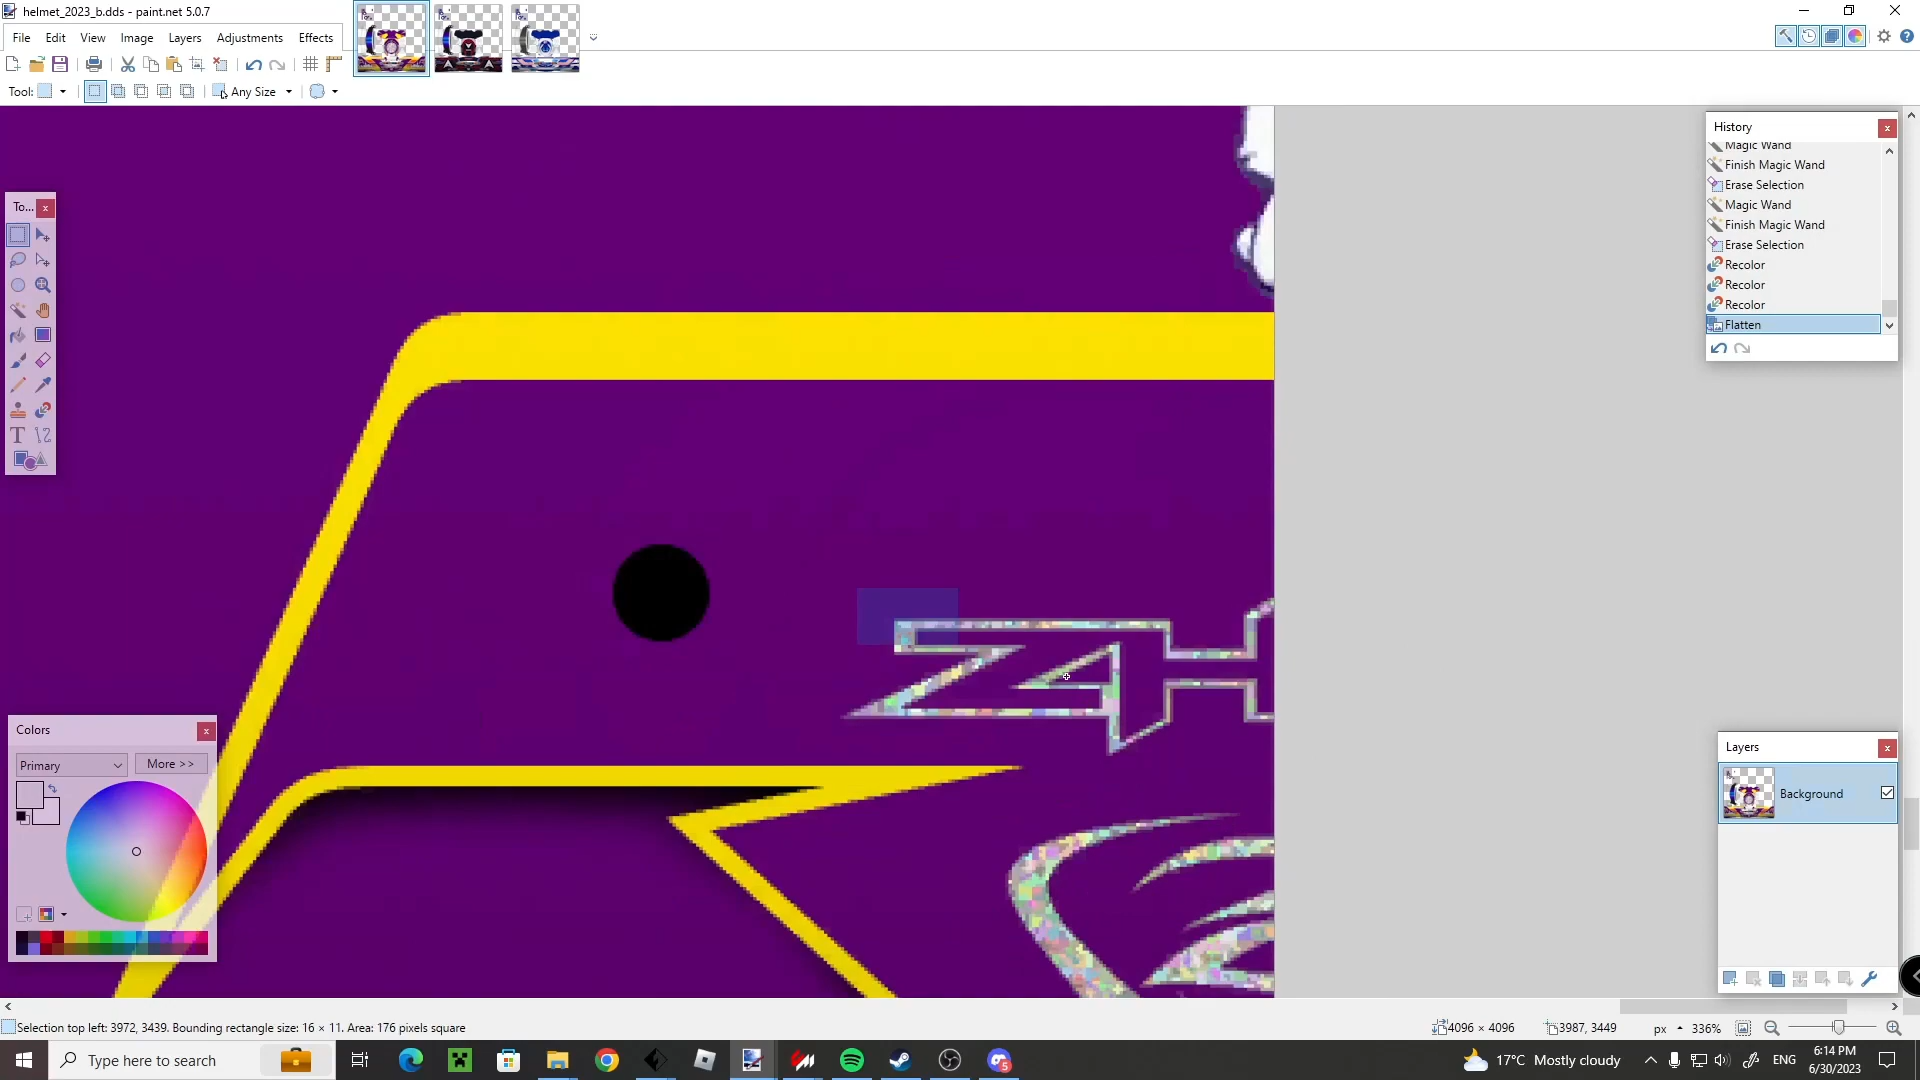 helmet_2023_b.dds - paint.net 5.0.7
File Edit View Image Layers Adjustments Effects
Tool: Any Size
History
Magic Wand
Finish Magic Wand
Erase Selection
Magic Wand
Finish Magic Wand
Erase Selection
Recolor
Recolor
Recolor
Flatten
To...
Colors
Primary
More >>
Layers
Background
Selection top left: 3972, 3439. Bounding rectangle size: 16 × 11. Area: 176 pixels square
4096 × 4096
3987, 3449
px
336%
Type here to search
17°C Mostly cloudy
ENG
6:14 PM
6/30/2023